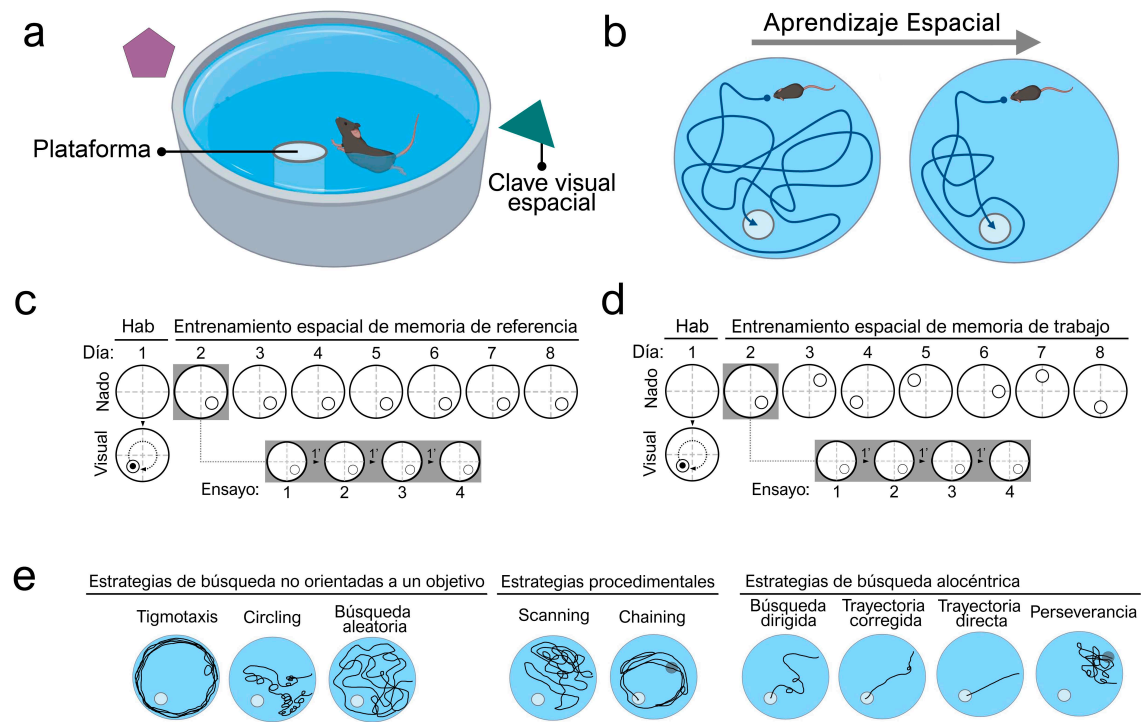 a
Plataforma
Clave visual
espacial
b
Aprendizaje Espacial
c
Hab
Entrenamiento espacial de memoria de referencia
Día: 1 2 3 4 5 6 7 8
Nado
Visual
1' 1' 1'
Ensayo: 1 2 3 4
d
Hab
Entrenamiento espacial de memoria de trabajo
Día: 1 2 3 4 5 6 7 8
Nado
Visual
1' 1' 1'
Ensayo: 1 2 3 4
e
Estrategias de búsqueda no orientadas a un objetivo
Tigmotaxis
Circling
Búsqueda
aleatoria
Estrategias procedimentales
Scanning
Chaining
Estrategias de búsqueda alocéntrica
Búsqueda
dirigida
Trayectoria
corregida
Trayectoria
directa
Perseverancia